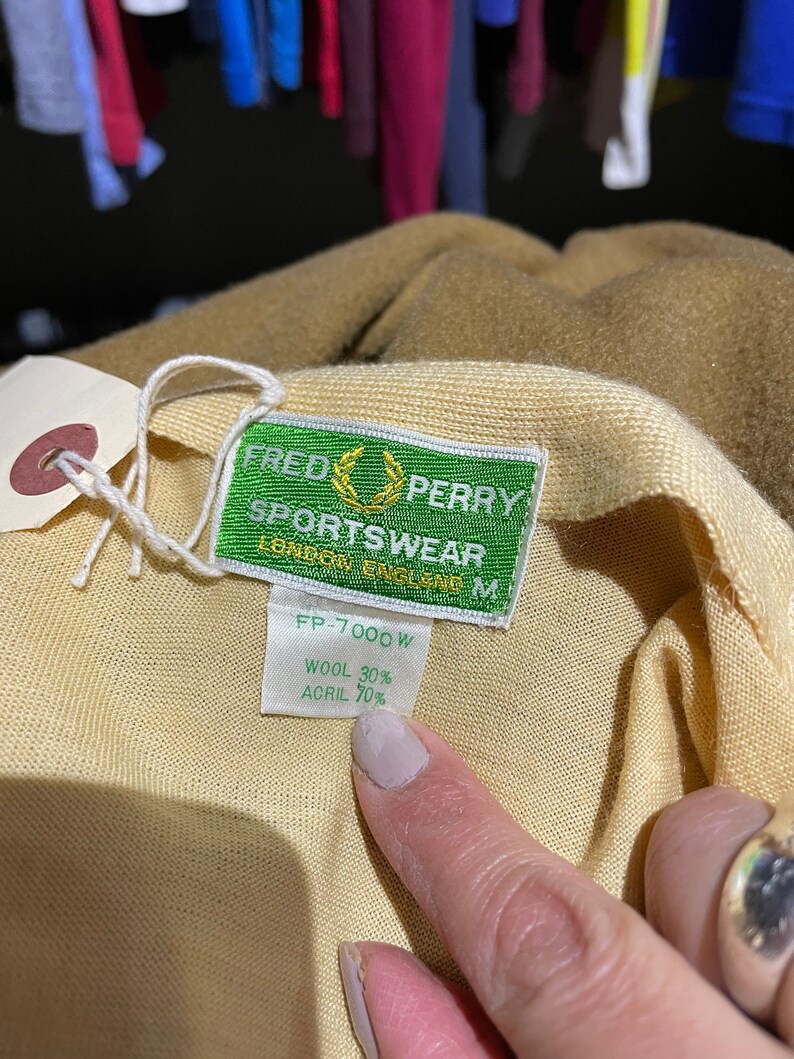 FRED PERRY
SPORTSWEAR
LONDON ENGLAND M
FP-7000W
WOOL 30%
ACRIL 70%